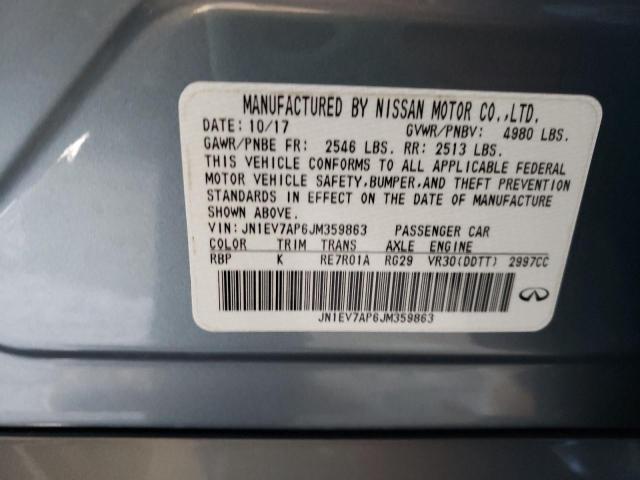 MANUFACTURED BY NISSAN MOTOR CO.,LTD.
DATE: 10/17 GVWR/PNBV: 4980 LBS.
GAWR/PNBE FR: 2546 LBS. RR: 2513 LBS.
THIS VEHICLE CONFORMS TO ALL APPLICABLE FEDERAL
MOTOR VEHICLE SAFETY,BUMPER,AND THEFT PREVENTION
STANDARDS IN EFFECT ON THE DATE OF MANUFACTURE
SHOWN ABOVE.
VIN: JN1EV7AP6JM359863 PASSENGER CAR
COLOR TRIM TRANS AXLE ENGINE
RBP K RE7R01A RG29 VR30(DDTT) 2997CC
JN1EV7AP6JM359863